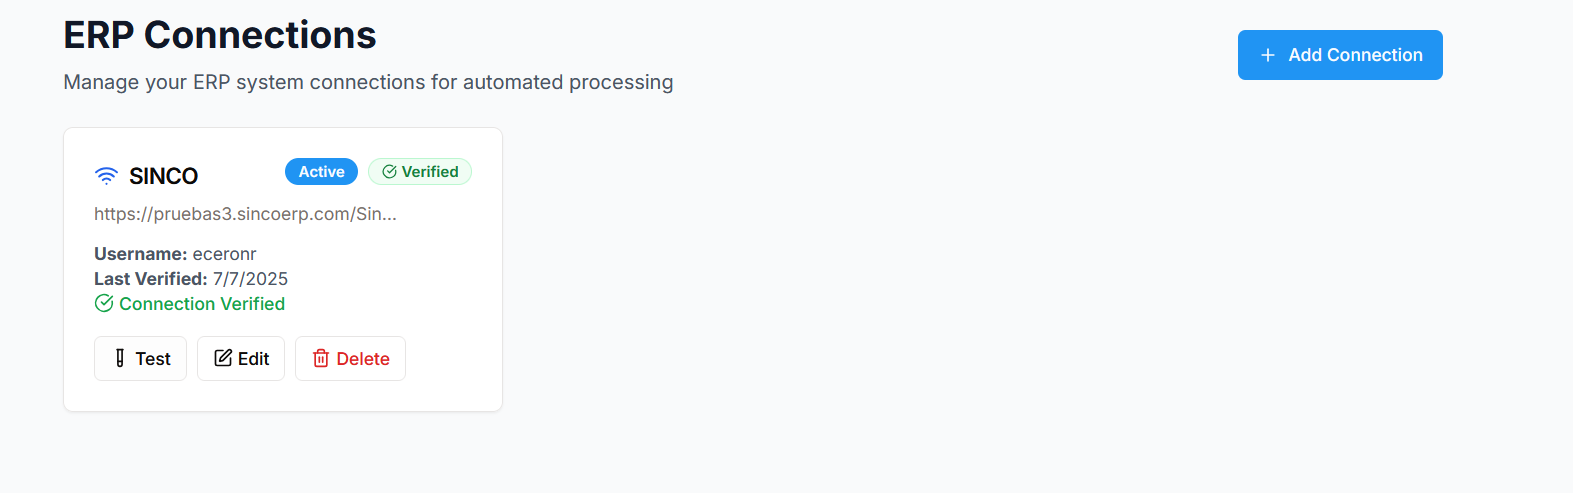 ERP Connections
Manage your ERP system connections for automated processing
+ Add Connection
SINCO
Active
Verified
https://pruebas3.sincoerp.com/Sin...
Username: eceronr
Last Verified: 7/7/2025
Connection Verified
Test
Edit
Delete